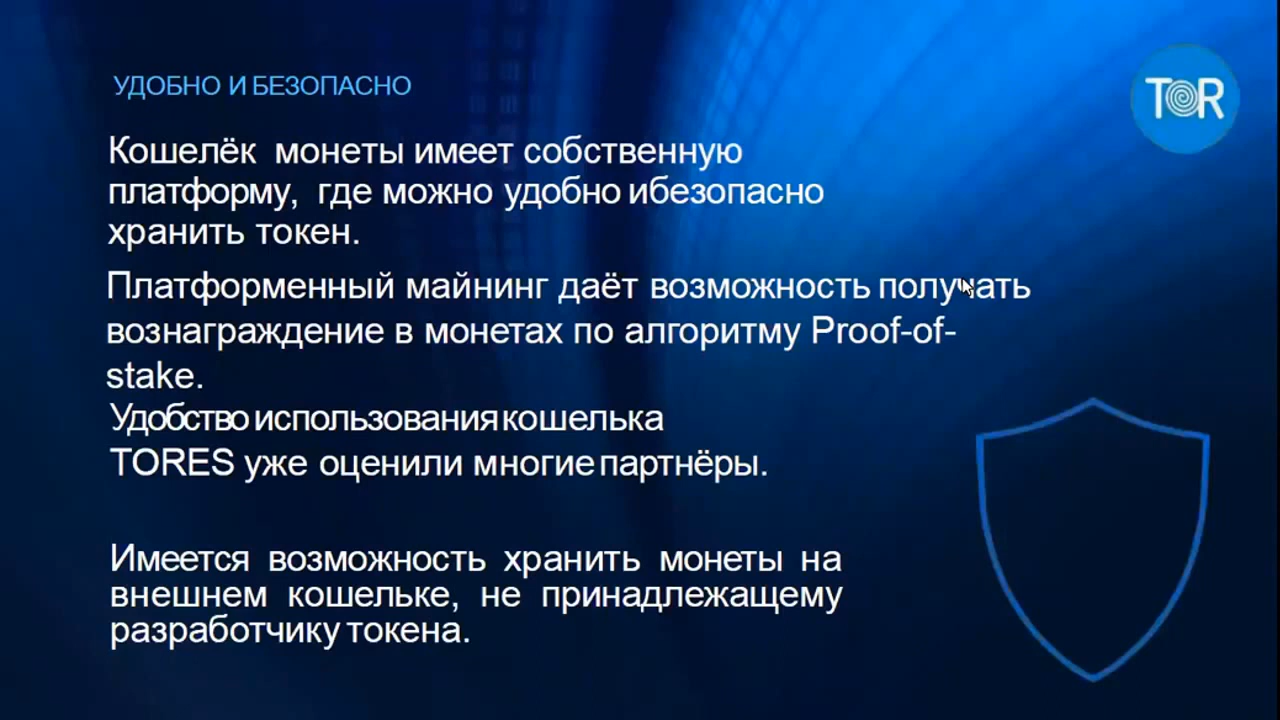 УДОБНО И БЕЗОПАСНО
TOR
Кошелёк монеты имеет собственную
платформу, где можно удобно ибезопасно
хранить токен.
Платформенный майнинг даёт возможность получать
вознаграждение в монетах по алгоритму Proof-of-
stake.
Удобство использования кошелька
TORES уже оценили многие партнёры.
Имеется возможность хранить монеты на
внешнем кошельке, не принадлежащему
разработчику токена.